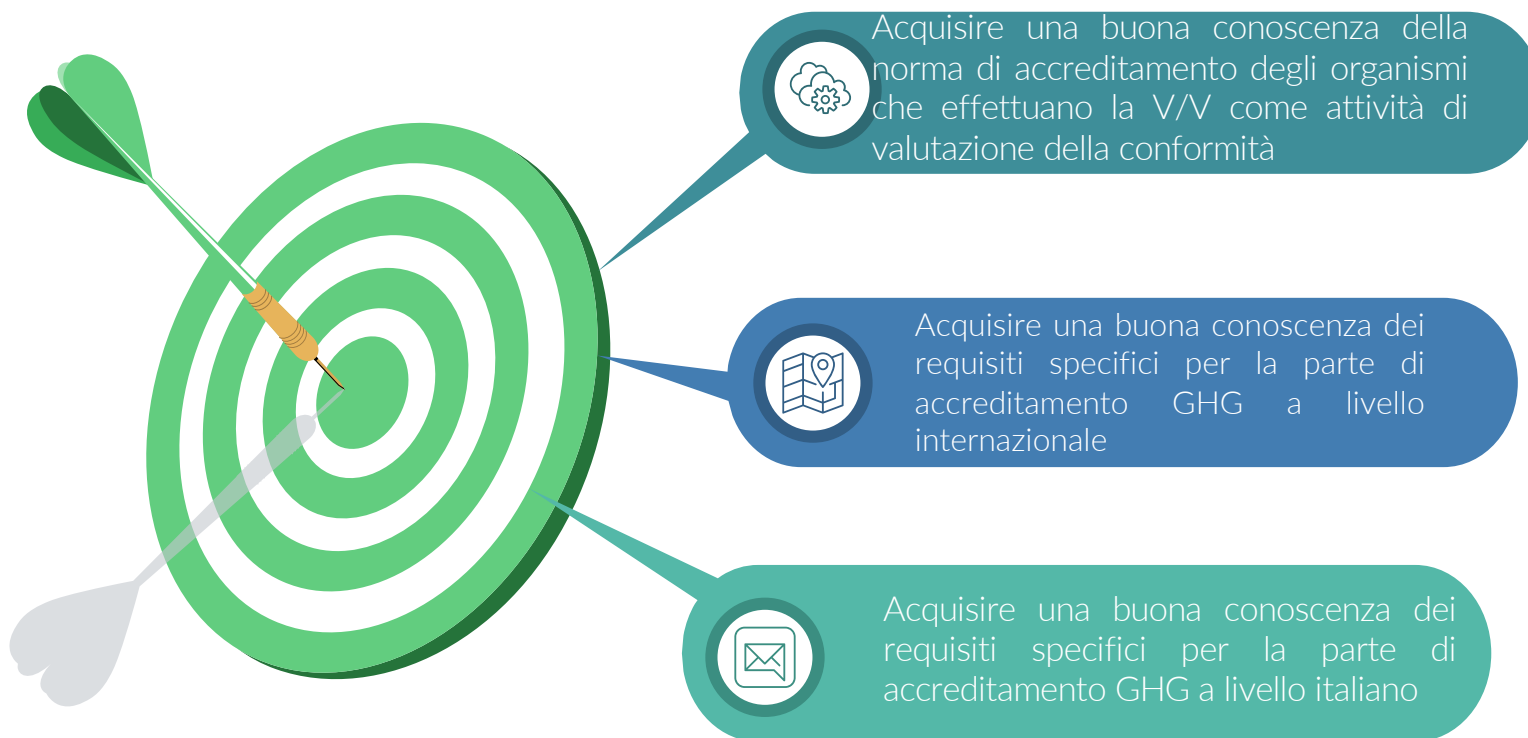 Acquisire una buona conoscenza della
norma di accreditamento degli organismi
che effettuano la V/V come attività di
valutazione della conformità
Acquisire una buona conoscenza dei
requisiti specifici per la parte di
accreditamento GHG a livello
internazionale
Acquisire una buona conoscenza dei
requisiti specifici per la parte di
accreditamento GHG a livello italiano